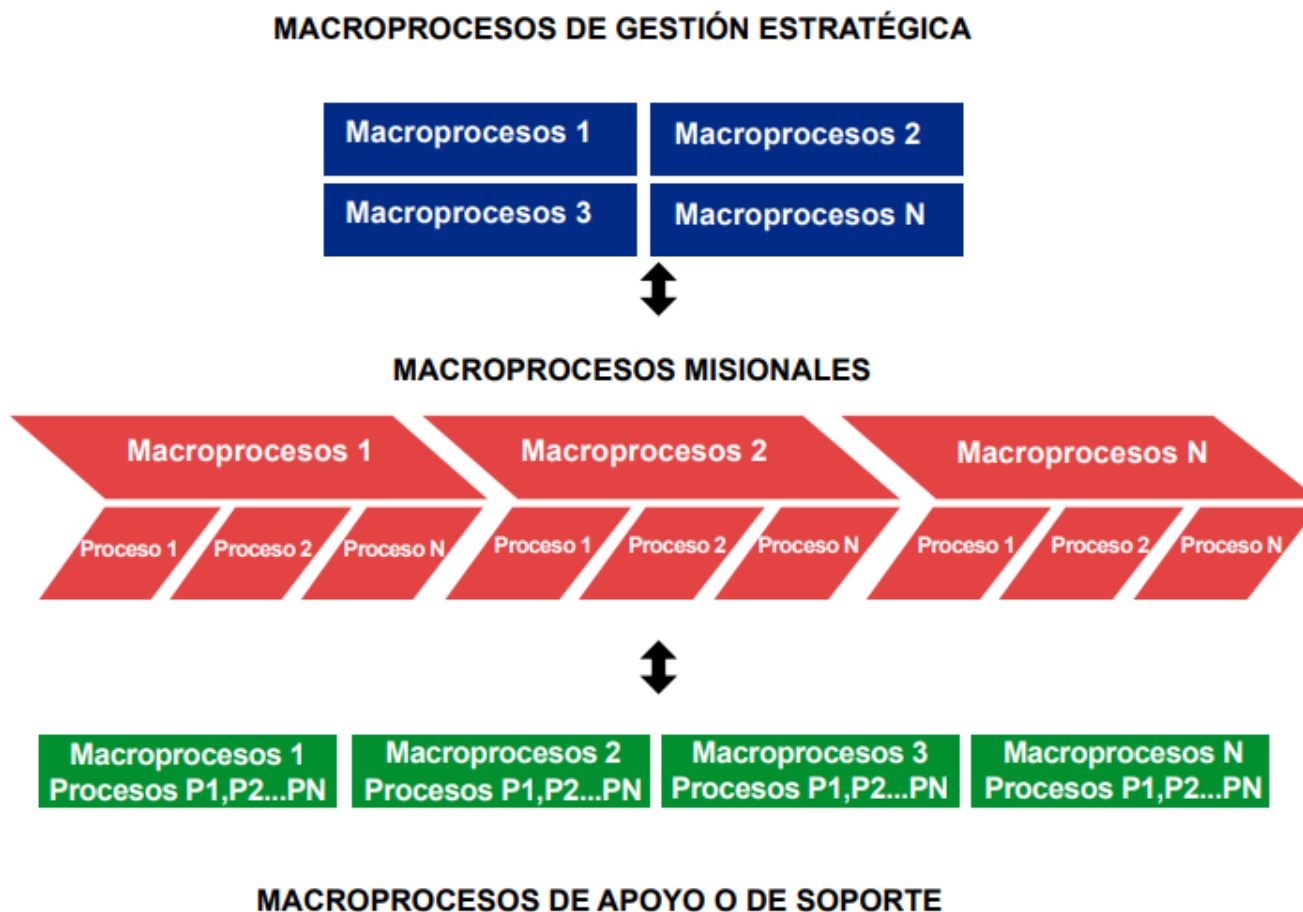 MACROPROCESOS DE GESTIÓN ESTRATÉGICA
Macroprocesos 1
Macroprocesos 2
Macroprocesos 3
Macroprocesos N
MACROPROCESOS MISIONALES
Macroprocesos 1
Macroprocesos 2
Macroprocesos N
Proceso 1
Proceso 2
Proceso N
Proceso 1
Proceso 2
Proceso N
Proceso 1
Proceso 2
Proceso N
Macroprocesos 1
Procesos P1,P2...PN
Macroprocesos 2
Procesos P1,P2...PN
Macroprocesos 3
Procesos P1,P2...PN
Macroprocesos N
Procesos P1,P2...PN
MACROPROCESOS DE APOYO O DE SOPORTE